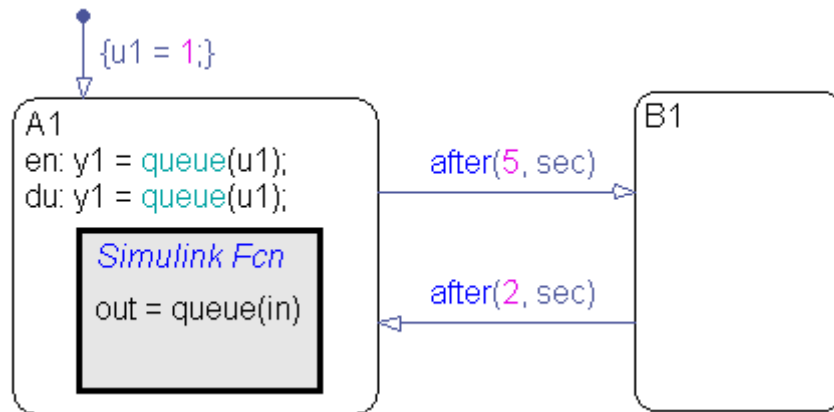 {u1 = 1;}
A1
en: y1 = queue(u1);
du: y1 = queue(u1);
Simulink Fcn
out = queue(in)
after(5, sec)
after(2, sec)
B1